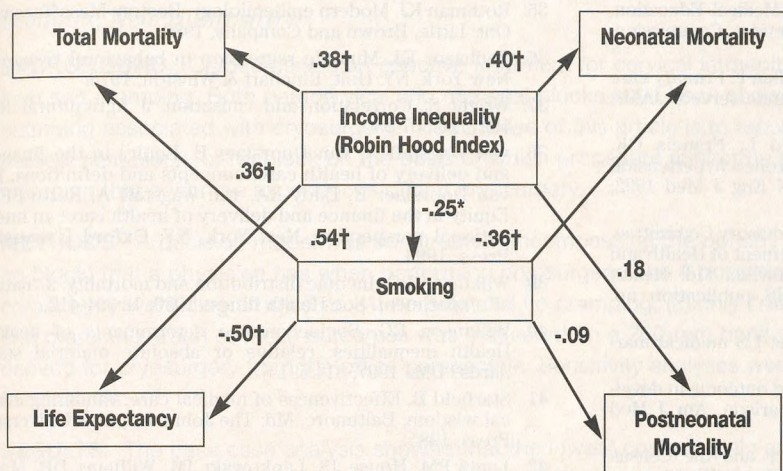 Total Mortality
Neonatal Mortality
.38†
.40†
Income Inequality
(Robin Hood Index)
.36†
-.25*
.54†
-.36†
.18
Smoking
-.50†
-.09
Life Expectancy
Postneonatal
Mortality